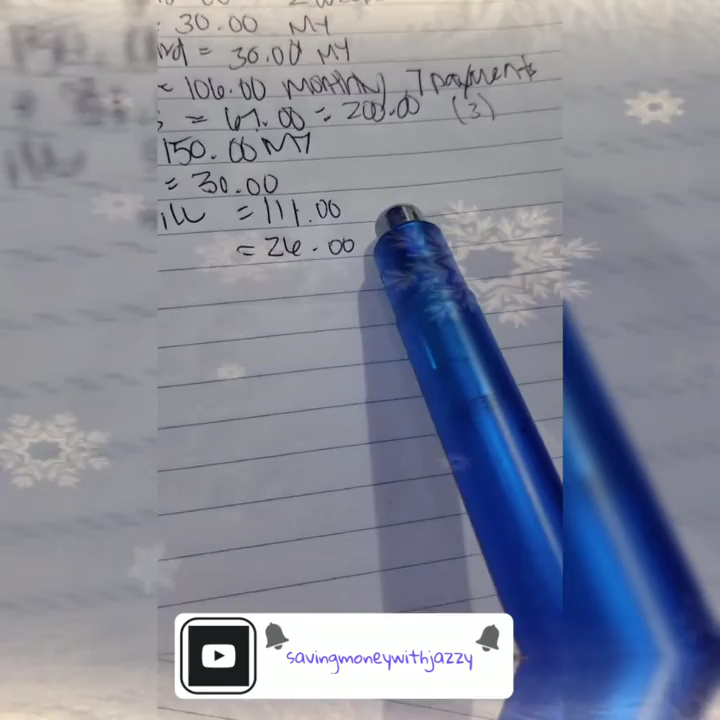 30.00 MY
= 30.00 MY
= 106.00 monthly 7 payments
= 67.00 = 200.00 (3)
150.00 MY
= 30.00
= 111.00
= 26.00
savingmoneywithjazzy